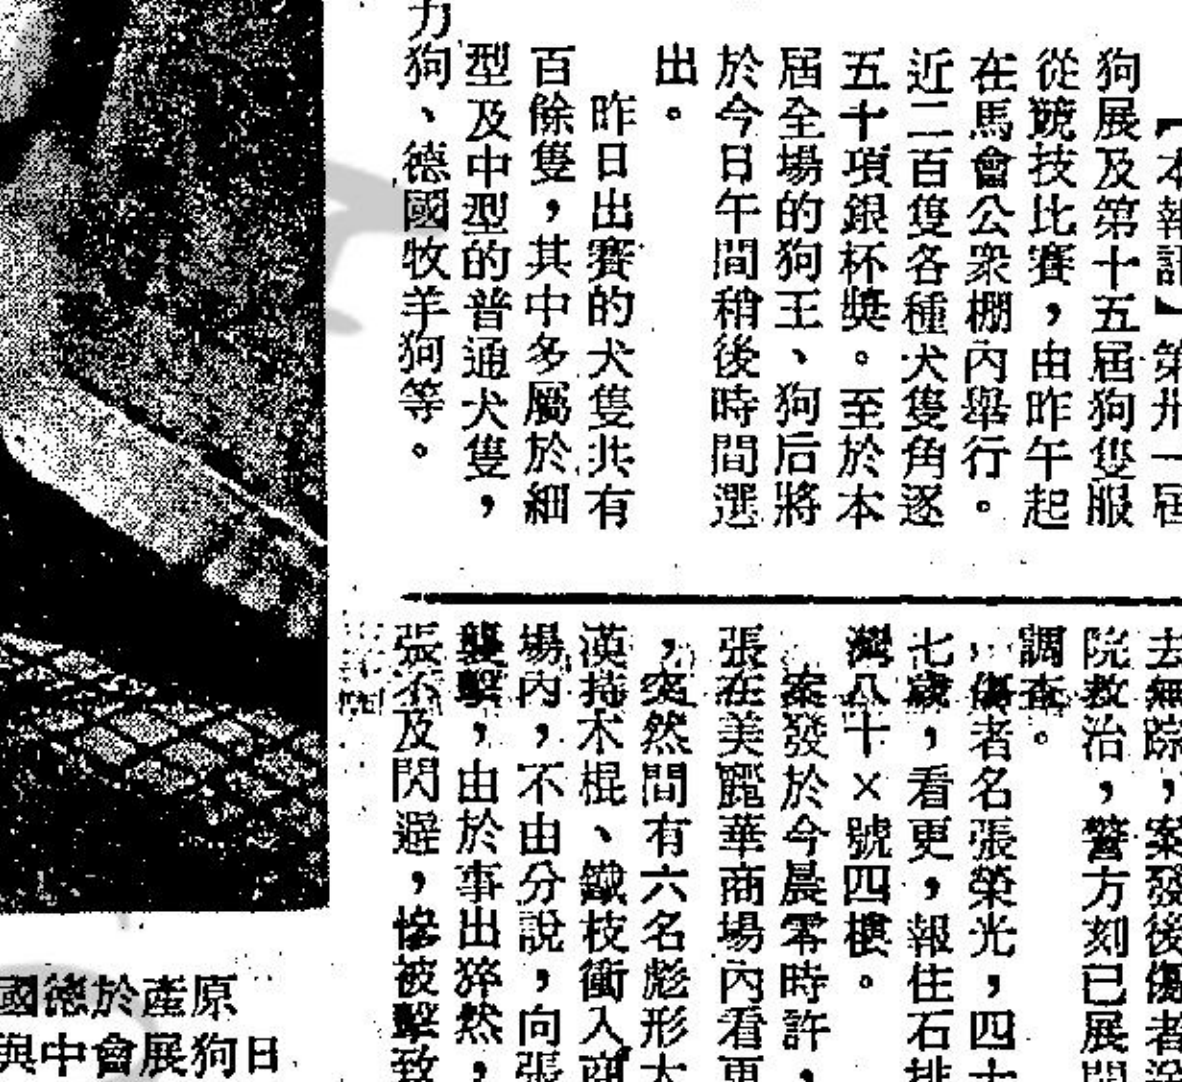 【本報訊】第卅一屆
狗展及第十五屆狗隻服
從競技比賽，由昨午起
在馬會公衆棚內舉行。
近二百隻各種犬隻角逐
五十項銀杯獎。至於本
屆全場的狗王、狗后將
於今日午間稍後時間選
出。
昨日出賽的犬隻共有
百餘隻，其中多屬於細
型及中型的普通犬隻，
力狗、德國牧羊狗等。
去無踪，案發後傷者
院救治，警方刻已展開
調查。
傷者名張榮光，四十
七歲，看更，報住石排
灣八十×號四樓。
案發於今晨零時許，
張在美麗華商場內看更
，突然間有六名彪形大
漢持木棍、鐵枝衝入商
場內，不由分說，向張
襲擊，由於事出猝然，
張不及閃避，慘被擊致
原產於德國
日狗展會中與